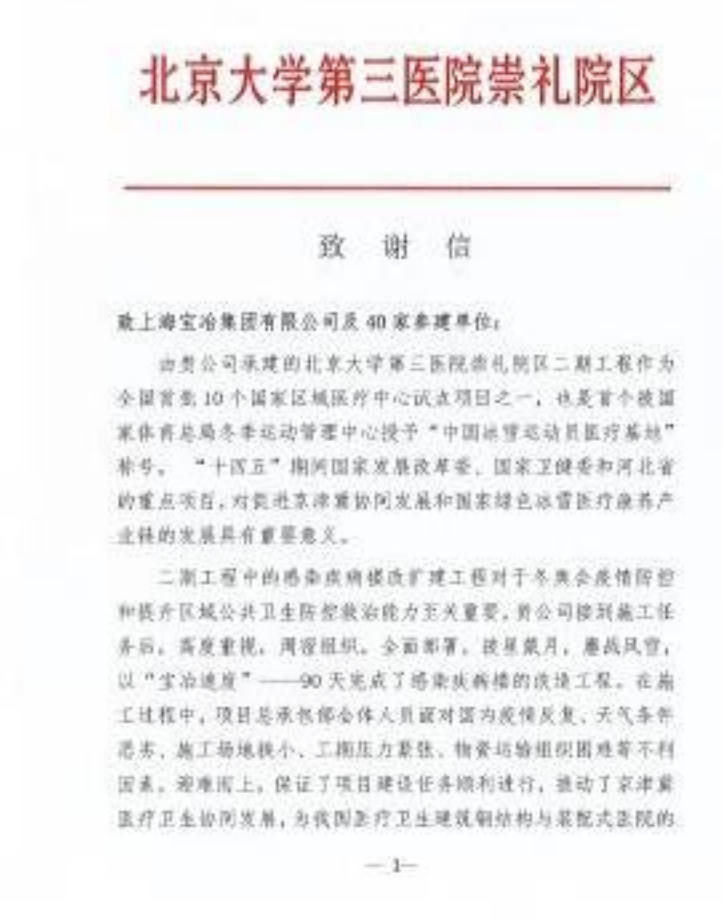 北京大学第三医院崇礼院区
致 谢 信
致上海宝冶集团有限公司及 40 家参建单位：
由贵公司承建的北京大学第三医院崇礼院区二期工程作为
全国首批 10 个国家区域医疗中心试点项目之一，也是首个被国
家体育总局冬季运动管理中心授予“中国冰雪运动员医疗基地”
称号。“十四五”期间国家发展改革委、国家卫健委和河北省
的重点项目，对促进京津冀协同发展和国家绿色冰雪医疗康养产
业链的发展具有重要意义。
二期工程中的感染疾病楼改扩建工程对于冬奥会疫情防控
和提升区域公共卫生防控救治能力至关重要，贵公司接到施工任
务后，高度重视，周密组织，全面部署，披星戴月，鏖战风雪，
以“宝冶速度”——90 天完成了感染疾病楼的改造工程。在施
工过程中，项目总承包部全体人员面对国内疫情反复、天气条件
恶劣、施工场地狭小、工期压力紧张、物资运输组织困难等不利
因素，迎难而上，保证了项目建设任务顺利进行，推动了京津冀
医疗卫生协同发展，为我国医疗卫生建筑钢结构与装配式医院的
— 1—